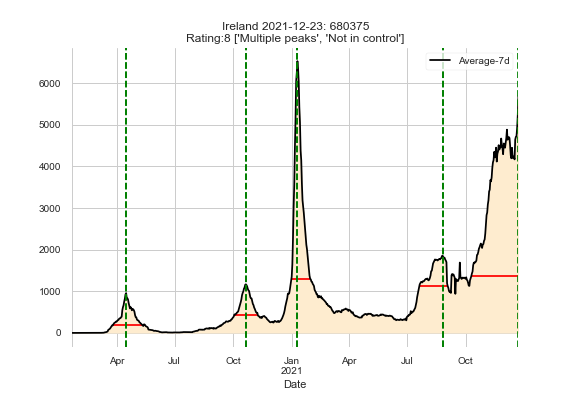 Ireland 2021-12-23: 680375
Rating:8 ['Multiple peaks', 'Not in control']
Average-7d
6000
5000
4000
3000
2000
1000
0
Apr Jul Oct Jan Apr Jul Oct
2021
Date